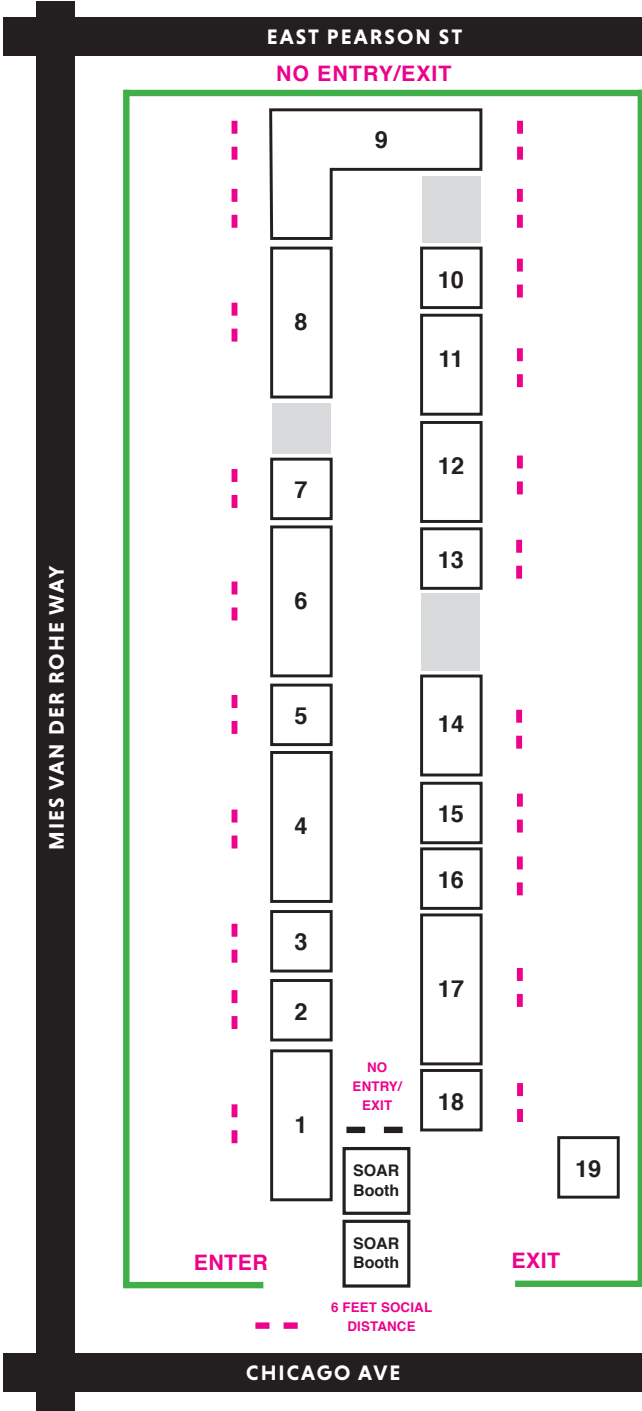 EAST PEARSON ST
NO ENTRY/EXIT
9
10
8
11
12
7
13
6
MIES VAN DER ROHE WAY
5
14
15
4
16
3
17
2
NO
ENTRY/
EXIT
18
1
SOAR
Booth
19
SOAR
Booth
ENTER
EXIT
6 FEET SOCIAL
DISTANCE
CHICAGO AVE